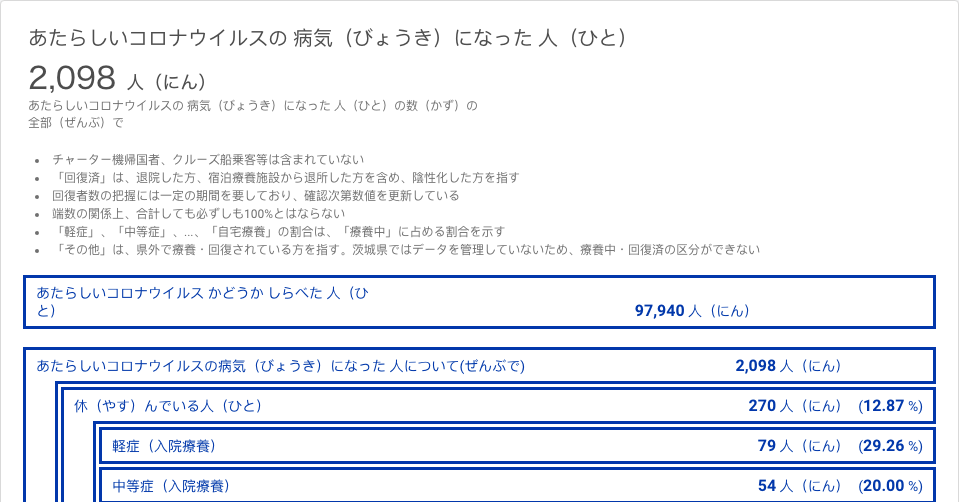 あたらしいコロナウイルスの 病気（びょうき）になった 人（ひと）
2,098 人（にん）
あたらしいコロナウイルスの 病気（びょうき）になった 人（ひと）の数（かず）の
全部（ぜんぶ）で
• チャーター機帰国者、クルーズ船乗客等は含まれていない
• 「回復済」は、退院した方、宿泊療養施設から退所した方を含め、陰性化した方を指す
• 回復者数の把握には一定の期間を要しており、確認次第数値を更新している
• 端数の関係上、合計しても必ずしも100%とはならない
• 「軽症」、「中等症」、...、「自宅療養」の割合は、「療養中」に占める割合を示す
• 「その他」は、県外で療養・回復されている方を指す。茨城県ではデータを管理していないため、療養中・回復済の区分ができない
あたらしいコロナウイルス かどうか しらべた 人（ひ
と）
97,940 人（にん）
あたらしいコロナウイルスの病気（びょうき）になった 人について(ぜんぶで) 2,098 人（にん）
休（やす）んでいる人（ひと） 270 人（にん） (12.87 %)
軽症（入院療養） 79 人（にん） (29.26 %)
中等症（入院療養） 54 人（にん） (20.00 %)